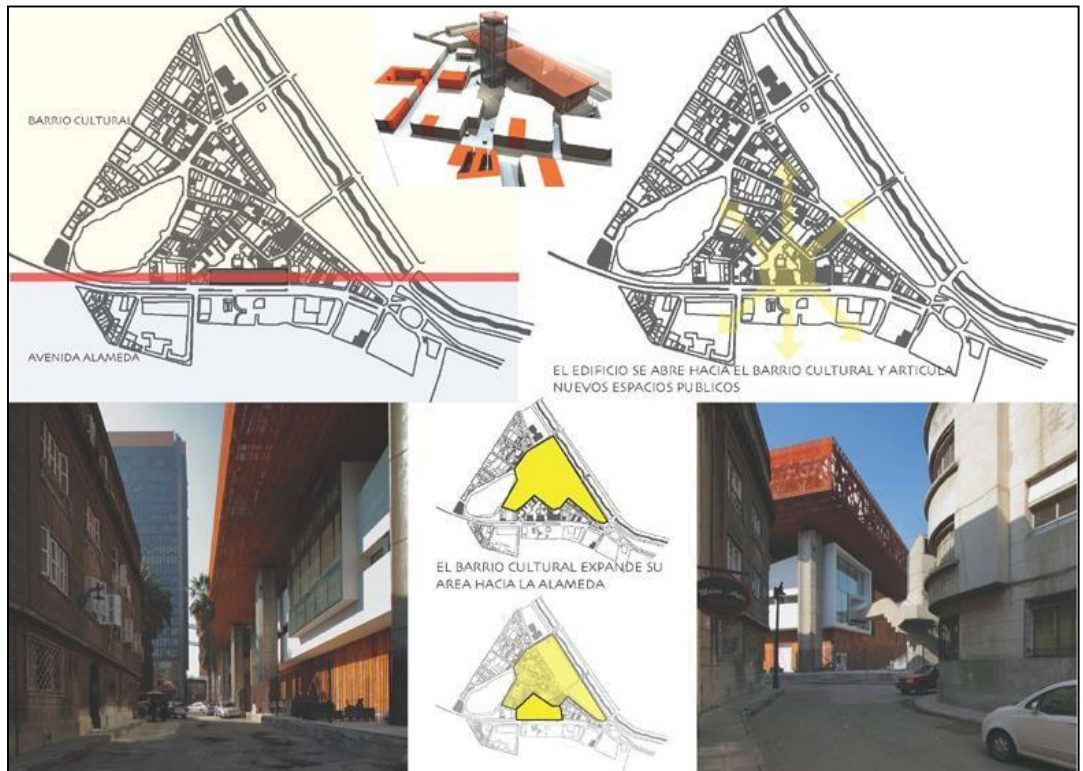 BARRIO CULTURAL
AVENIDA ALAMEDA
EL EDIFICIO SE ABRE HACIA EL BARRIO CULTURAL Y ARTICULA
NUEVOS ESPACIOS PUBLICOS
EL BARRIO CULTURAL EXPANDE SU
AREA HACIA LA ALAMEDA